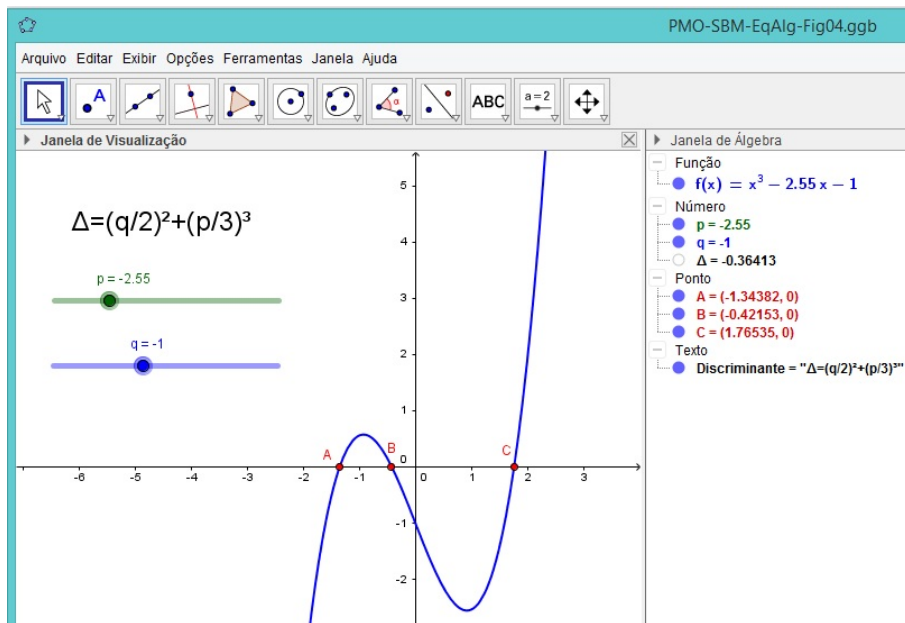 PMO-SBM-EqAlg-Fig04.ggb
Arquivo Editar Exibir Opções Ferramentas Janela Ajuda
A
α
ABC
a=2
Janela de Visualização
Janela de Álgebra
Δ=(q/2)²+(p/3)³
p = -2.55
q = -1
5
4
3
2
1
0
-1
-2
-6
-5
-4
-3
-2
-1
0
1
2
3
A
B
C
Função
f(x) = x³ − 2.55 x − 1
Número
p = -2.55
q = -1
Δ = -0.36413
Ponto
A = (-1.34382, 0)
B = (-0.42153, 0)
C = (1.76535, 0)
Texto
Discriminante = "Δ=(q/2)²+(p/3)³"